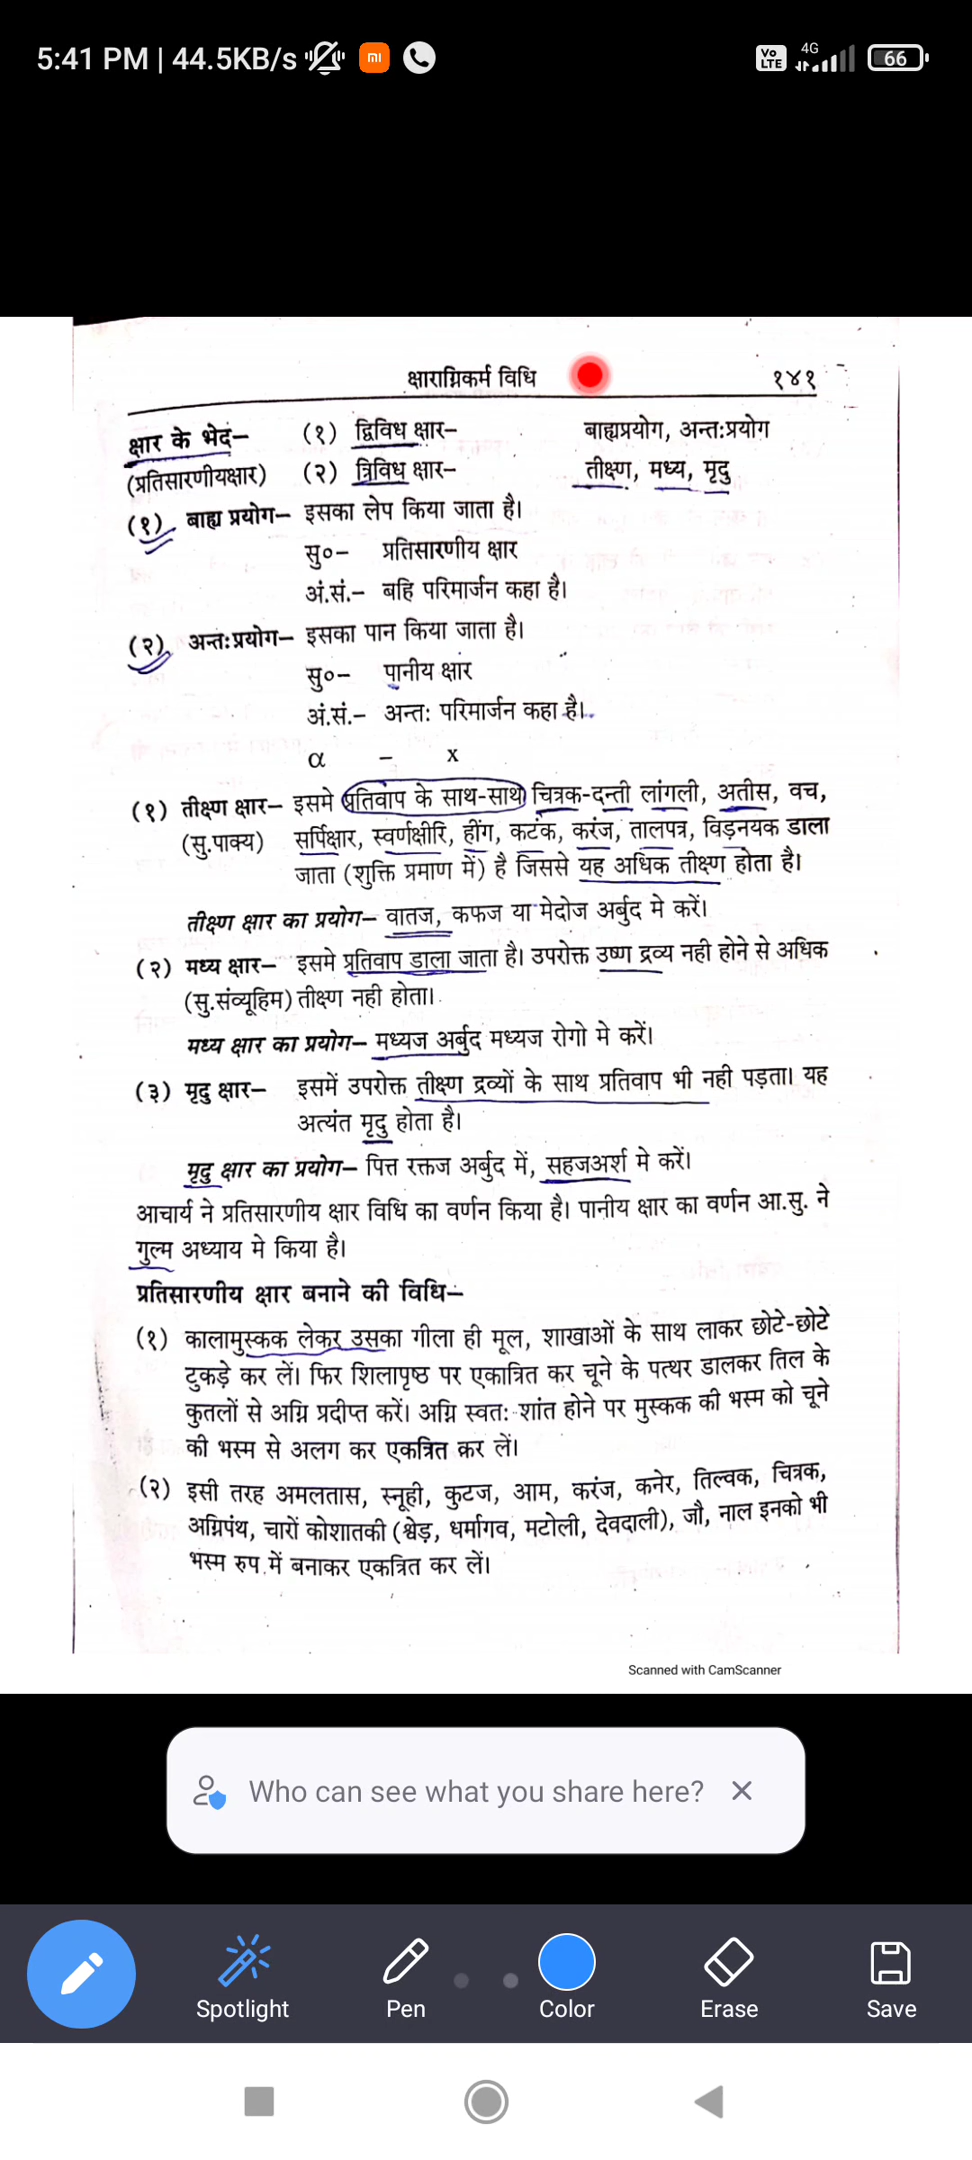 5:41 PM | 44.5KB/s
Vo LTE 4G 66
क्षाराग्निकर्म विधि १४१
क्षार के भेद– (१) द्विविध क्षार– बाह्यप्रयोग, अन्तःप्रयोग
(प्रतिसारणीयक्षार) (२) त्रिविध क्षार– तीक्ष्ण, मध्य, मृदु
(१) बाह्य प्रयोग– इसका लेप किया जाता है।
सु०– प्रतिसारणीय क्षार
अं.सं.– बहि परिमार्जन कहा है।
(२) अन्तःप्रयोग– इसका पान किया जाता है।
सु०– पानीय क्षार
अं.सं.– अन्तः परिमार्जन कहा है।
α – x
(१) तीक्ष्ण क्षार– इसमे प्रतिवाप के साथ-साथ चित्रक-दन्ती लांगली, अतीस, वच,
(सु.पाक्य) सर्पिक्षार, स्वर्णक्षीरि, हींग, कटंक, करंज, तालपत्र, विड़नयक डाला
जाता (शुक्ति प्रमाण में) है जिससे यह अधिक तीक्ष्ण होता है।
तीक्ष्ण क्षार का प्रयोग– वातज, कफज या मेदोज अर्बुद मे करें।
(२) मध्य क्षार– इसमे प्रतिवाप डाला जाता है। उपरोक्त उष्ण द्रव्य नही होने से अधिक
(सु.संव्यूहिम) तीक्ष्ण नही होता।
मध्य क्षार का प्रयोग– मध्यज अर्बुद मध्यज रोगो मे करें।
(३) मृदु क्षार– इसमें उपरोक्त तीक्ष्ण द्रव्यों के साथ प्रतिवाप भी नही पड़ता। यह
अत्यंत मृदु होता है।
मृदु क्षार का प्रयोग– पित्त रक्तज अर्बुद में, सहजअर्श मे करें।
आचार्य ने प्रतिसारणीय क्षार विधि का वर्णन किया है। पानीय क्षार का वर्णन आ.सु. ने
गुल्म अध्याय मे किया है।
प्रतिसारणीय क्षार बनाने की विधि–
(१) कालामुस्कक लेकर उसका गीला ही मूल, शाखाओं के साथ लाकर छोटे-छोटे
टुकड़े कर लें। फिर शिलापृष्ठ पर एकात्रित कर चूने के पत्थर डालकर तिल के
कुतलों से अग्नि प्रदीप्त करें। अग्नि स्वतः शांत होने पर मुस्कक की भस्म को चूने
की भस्म से अलग कर एकत्रित कर लें।
(२) इसी तरह अमलतास, स्नूही, कुटज, आम, करंज, कनेर, तिल्वक, चित्रक,
अग्निपंथ, चारों कोशातकी (श्वेड़, धर्मागव, मटोली, देवदाली), जौ, नाल इनको भी
भस्म रुप में बनाकर एकत्रित कर लें।
Scanned with CamScanner
Who can see what you share here?
Spotlight Pen Color Erase Save